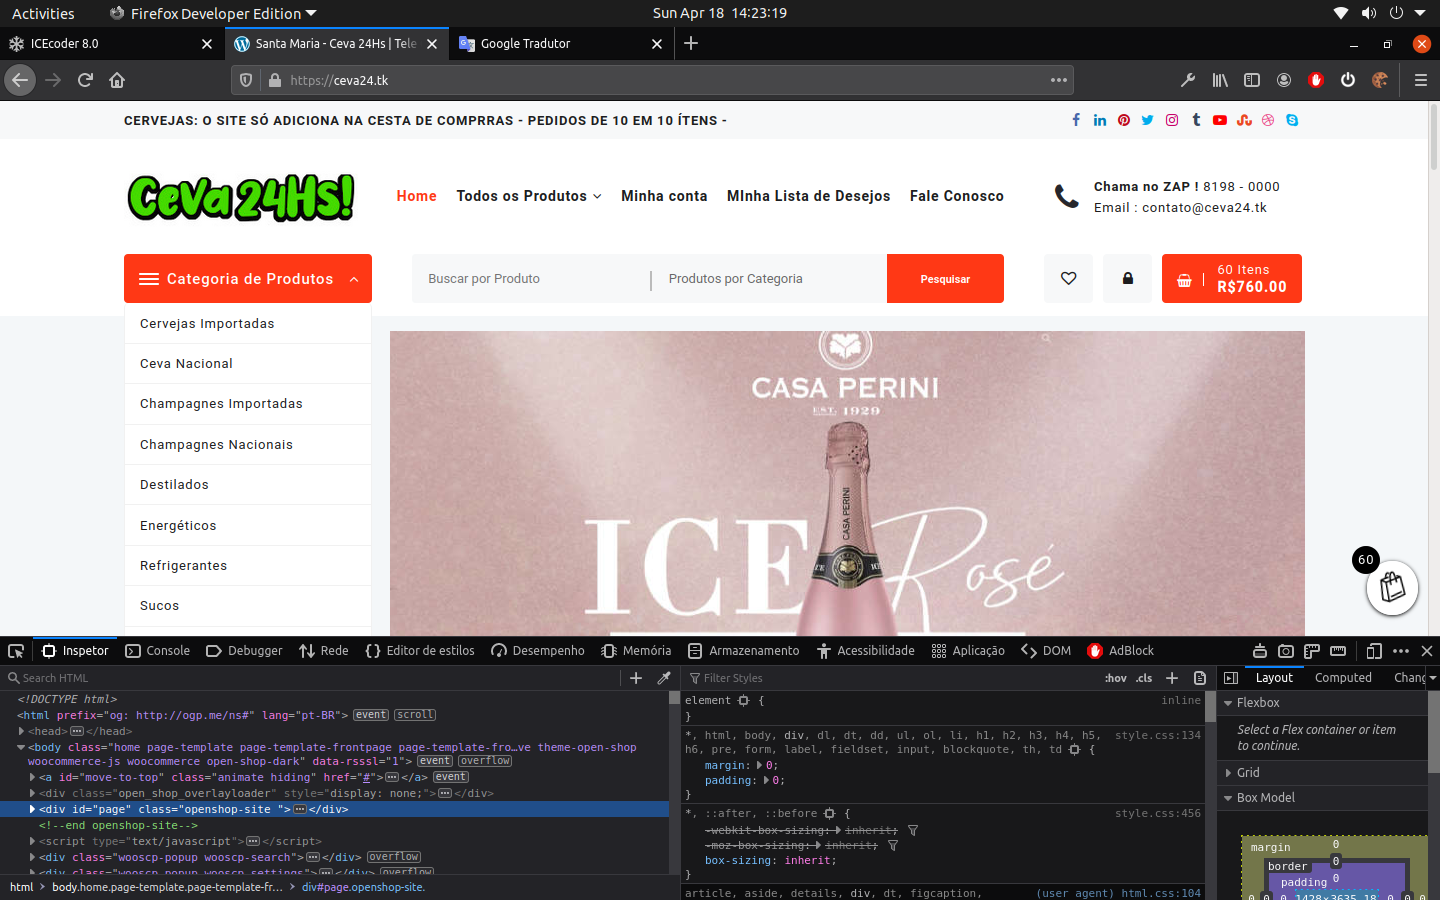 Activities
Firefox Developer Edition
Sun Apr 18 14:23:19
ICEcoder 8.0
Santa Maria - Ceva 24Hs | Tele
Google Tradutor
https://ceva24.tk
CERVEJAS: O SITE SÓ ADICIONA NA CESTA DE COMPRRAS - PEDIDOS DE 10 EM 10 ÍTENS -
CeVa 24Hs!
Home
Todos os Produtos
Minha conta
MInha Lista de Desejos
Fale Conosco
Chama no ZAP ! 8198 - 0000
Email : contato@ceva24.tk
Categoria de Produtos
Buscar por Produto
Produtos por Categoria
Pesquisar
60 Itens
R$760.00
Cervejas Importadas
Ceva Nacional
Champagnes Importadas
Champagnes Nacionais
Destilados
Energéticos
Refrigerantes
Sucos
CASA PERINI
EST. 1929
CASA PERINI
ICE Rosé
60
Inspetor
Console
Debugger
Rede
Editor de estilos
Desempenho
Memória
Armazenamento
Acessibilidade
Aplicação
DOM
AdBlock
Search HTML
Filter Styles
:hov .cls
Layout
Computed
Chang
<!DOCTYPE html>
<html prefix="og: http://ogp.me/ns#" lang="pt-BR"> event scroll
<head>···</head>
<body class="home page-template page-template-frontpage page-template-fro…ve theme-open-shop
woocommerce-js woocommerce open-shop-dark" data-rsssl="1"> event overflow
<a id="move-to-top" class="animate hiding" href="#">···</a> event
<div class="open_shop_overlayloader" style="display: none;">···</div>
<div id="page" class="openshop-site ">···</div>
<!--end openshop-site-->
<script type="text/javascript">···</script>
<div class="wooscp-popup wooscp-search">···</div> overflow
<div class="wooscp-popup wooscp-settings">···</div> overflow
html > body.home.page-template.page-template-fr… > div#page.openshop-site.
element { inline
}
*, html, body, div, dl, dt, dd, ul, ol, li, h1, h2, h3, h4, h5, style.css:134
h6, pre, form, label, fieldset, input, blockquote, th, td {
margin: 0;
padding: 0;
}
*, ::after, ::before { style.css:456
-webkit-box-sizing: inherit;
-moz-box-sizing: inherit;
box-sizing: inherit;
}
article, aside, details, div, dt, figcaption, (user agent) html.css:104
Flexbox
Select a Flex container or item
to continue.
Grid
Box Model
margin 0
border 0
padding 0
0 0 0 1428×3635.18 0 0 0